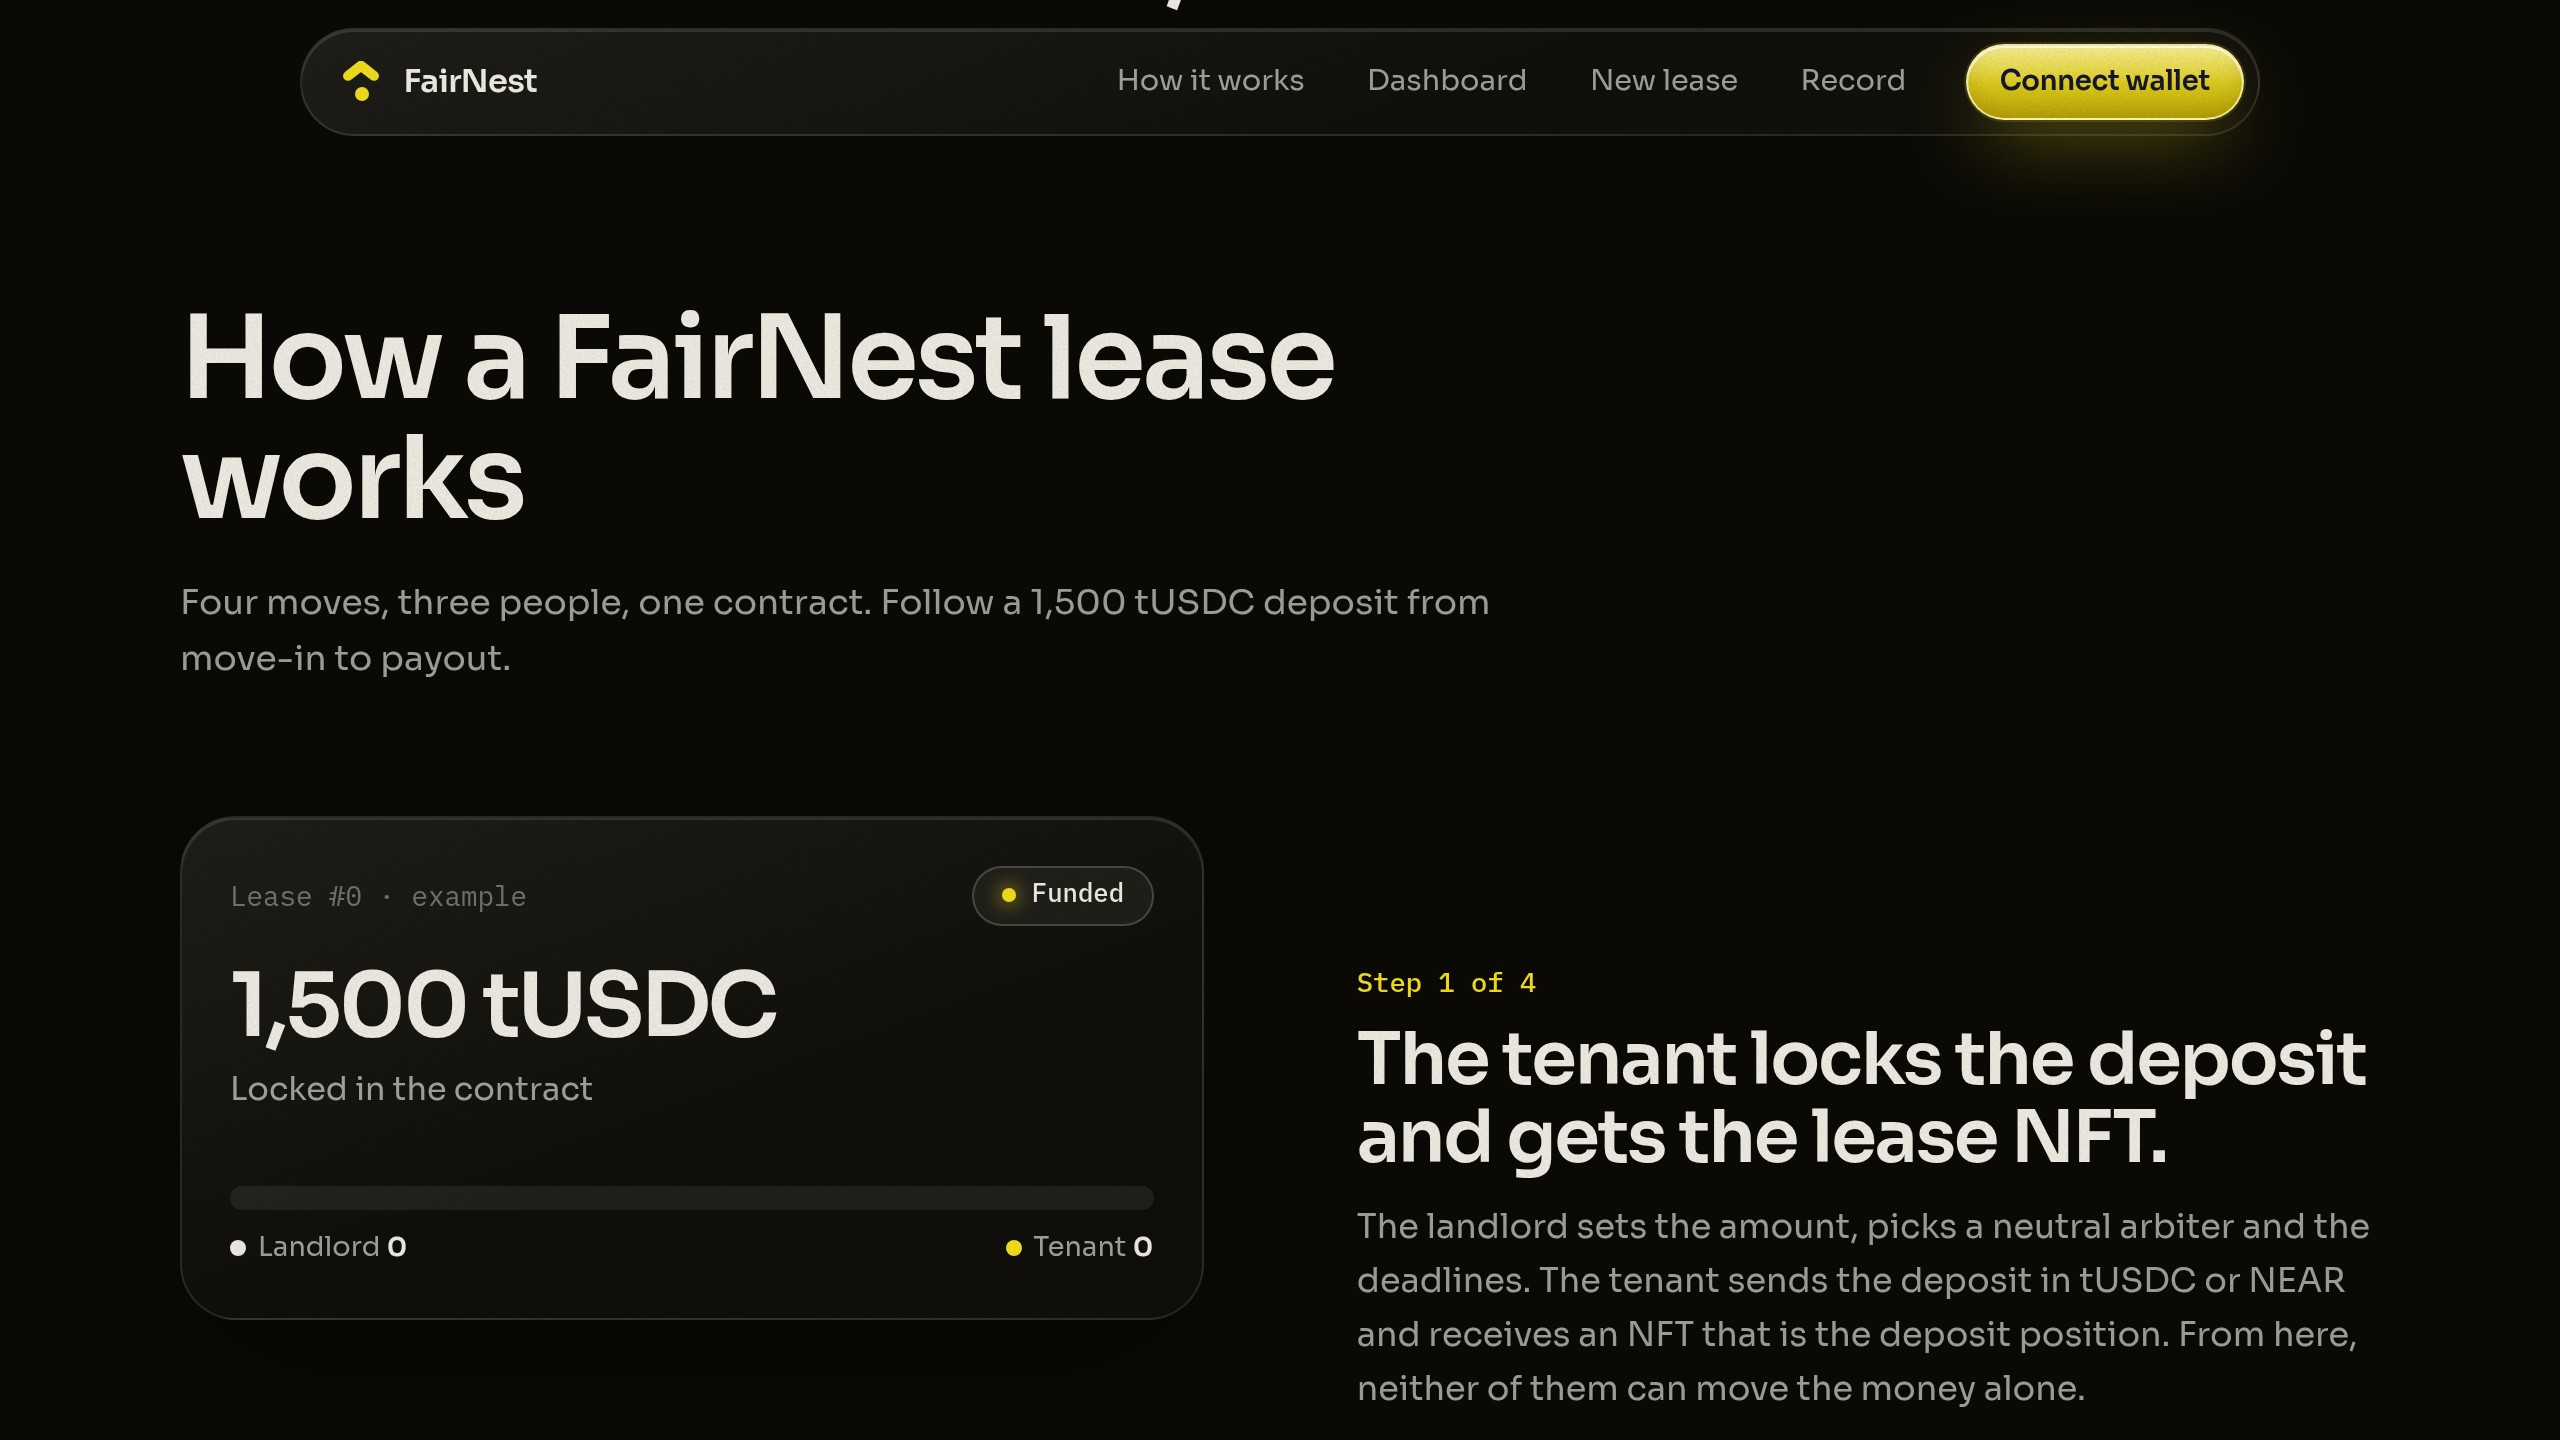 FairNest
How it works
Dashboard
New lease
Record
Connect wallet
How a FairNest lease
works
Four moves, three people, one contract. Follow a 1,500 tUSDC deposit from
move-in to payout.
Lease #0 · example
Funded
1,500 tUSDC
Locked in the contract
Landlord 0
Tenant 0
Step 1 of 4
The tenant locks the deposit
and gets the lease NFT.
The landlord sets the amount, picks a neutral arbiter and the
deadlines. The tenant sends the deposit in tUSDC or NEAR
and receives an NFT that is the deposit position. From here,
neither of them can move the money alone.